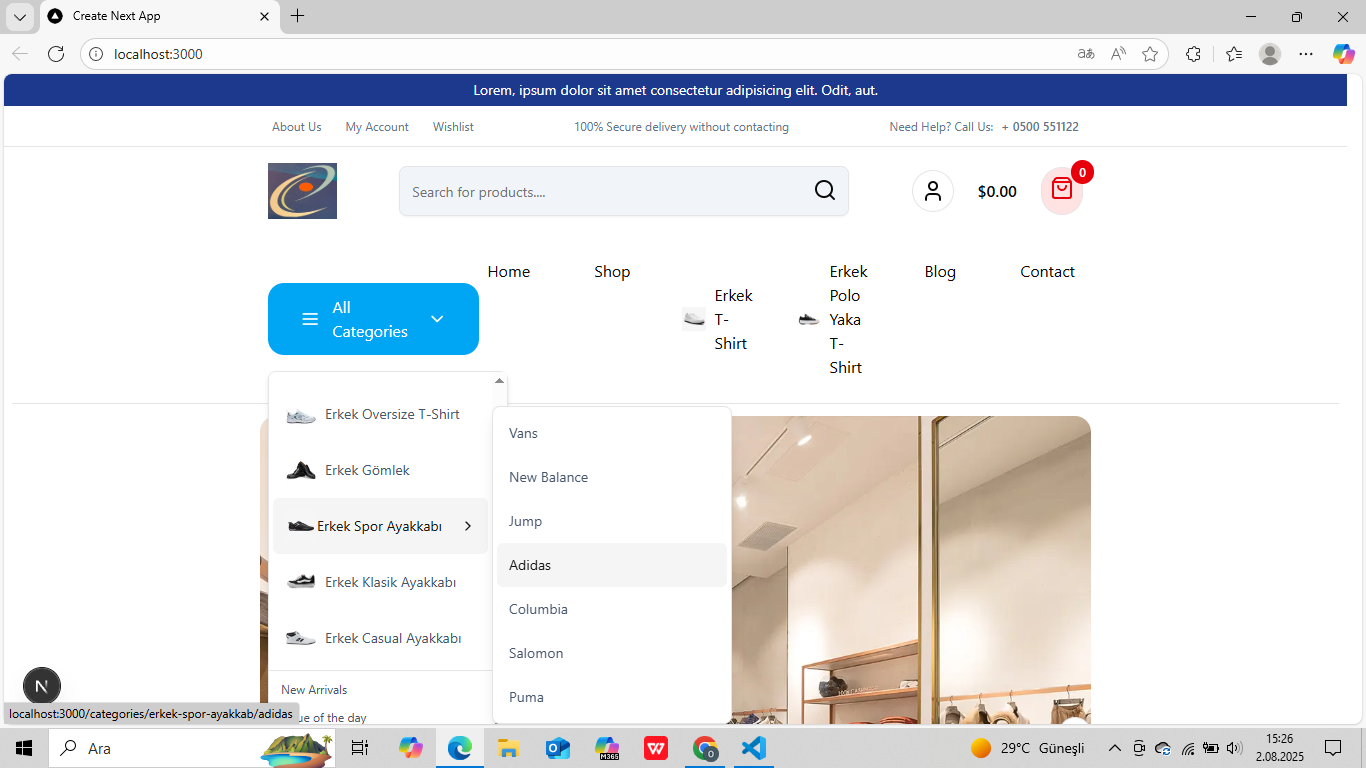 Create Next App
localhost:3000
Lorem, ipsum dolor sit amet consectetur adipisicing elit. Odit, aut.
About Us My Account Wishlist 100% Secure delivery without contacting Need Help? Call Us: + 0500 551122
Search for products....
$0.00
0
All
Categories
Home
Shop
Erkek
T-
Shirt
Erkek
Polo
Yaka
T-
Shirt
Blog
Contact
Erkek Oversize T-Shirt
Erkek Gömlek
Erkek Spor Ayakkabı
Erkek Klasik Ayakkabı
Erkek Casual Ayakkabı
New Arrivals
ue of the day
Vans
New Balance
Jump
Adidas
Columbia
Salomon
Puma
N
localhost:3000/categories/erkek-spor-ayakkab/adidas
Ara
M365
29°C Güneşli
15:26
2.08.2025